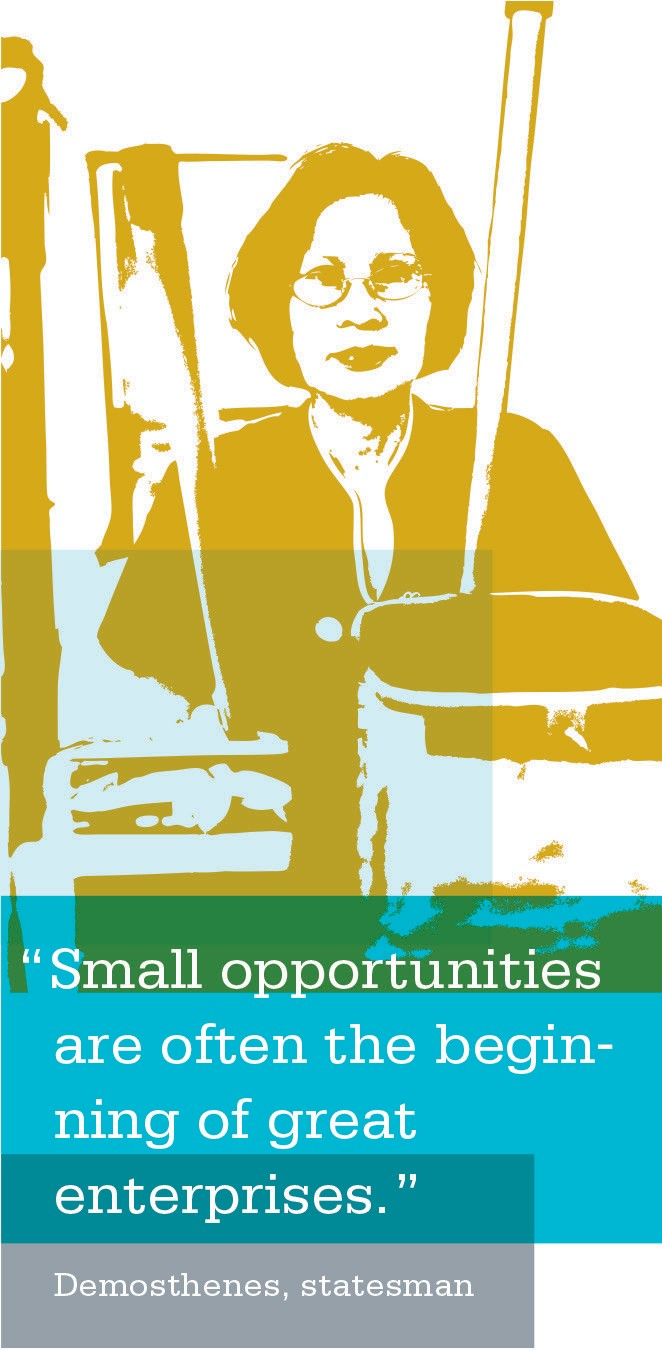 “Small opportunities
are often the begin-
ning of great
enterprises.”
Demosthenes, statesman